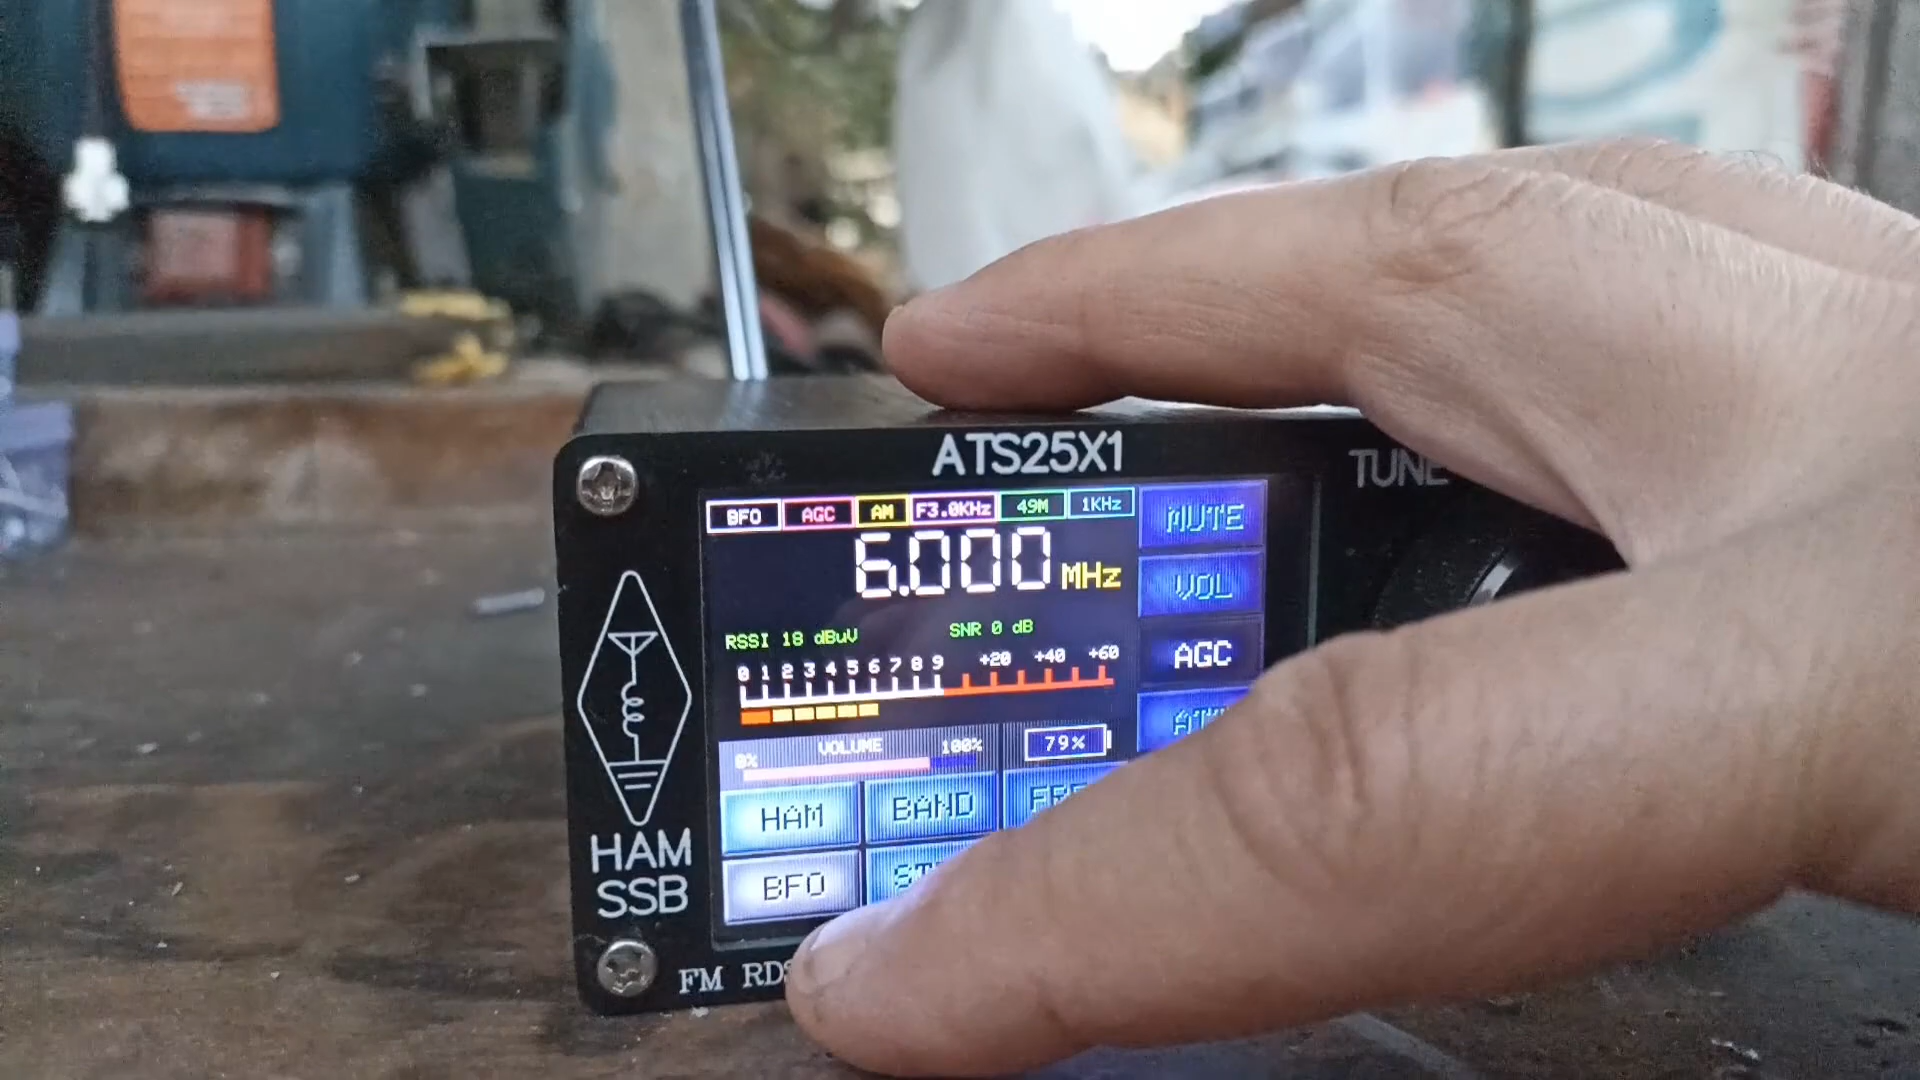 ATS25X1
TUNE
BFO AGC AM F3.0KHz 49M 1KHz
MUTE
6.000 MHz
VOL
RSSI 18 dBuV SNR 0 dB
AGC
0 1 2 3 4 5 6 7 8 9 +20 +40 +60
0% VOLUME 100% 79%
HAM BAND
BFO
HAM
SSB
FM